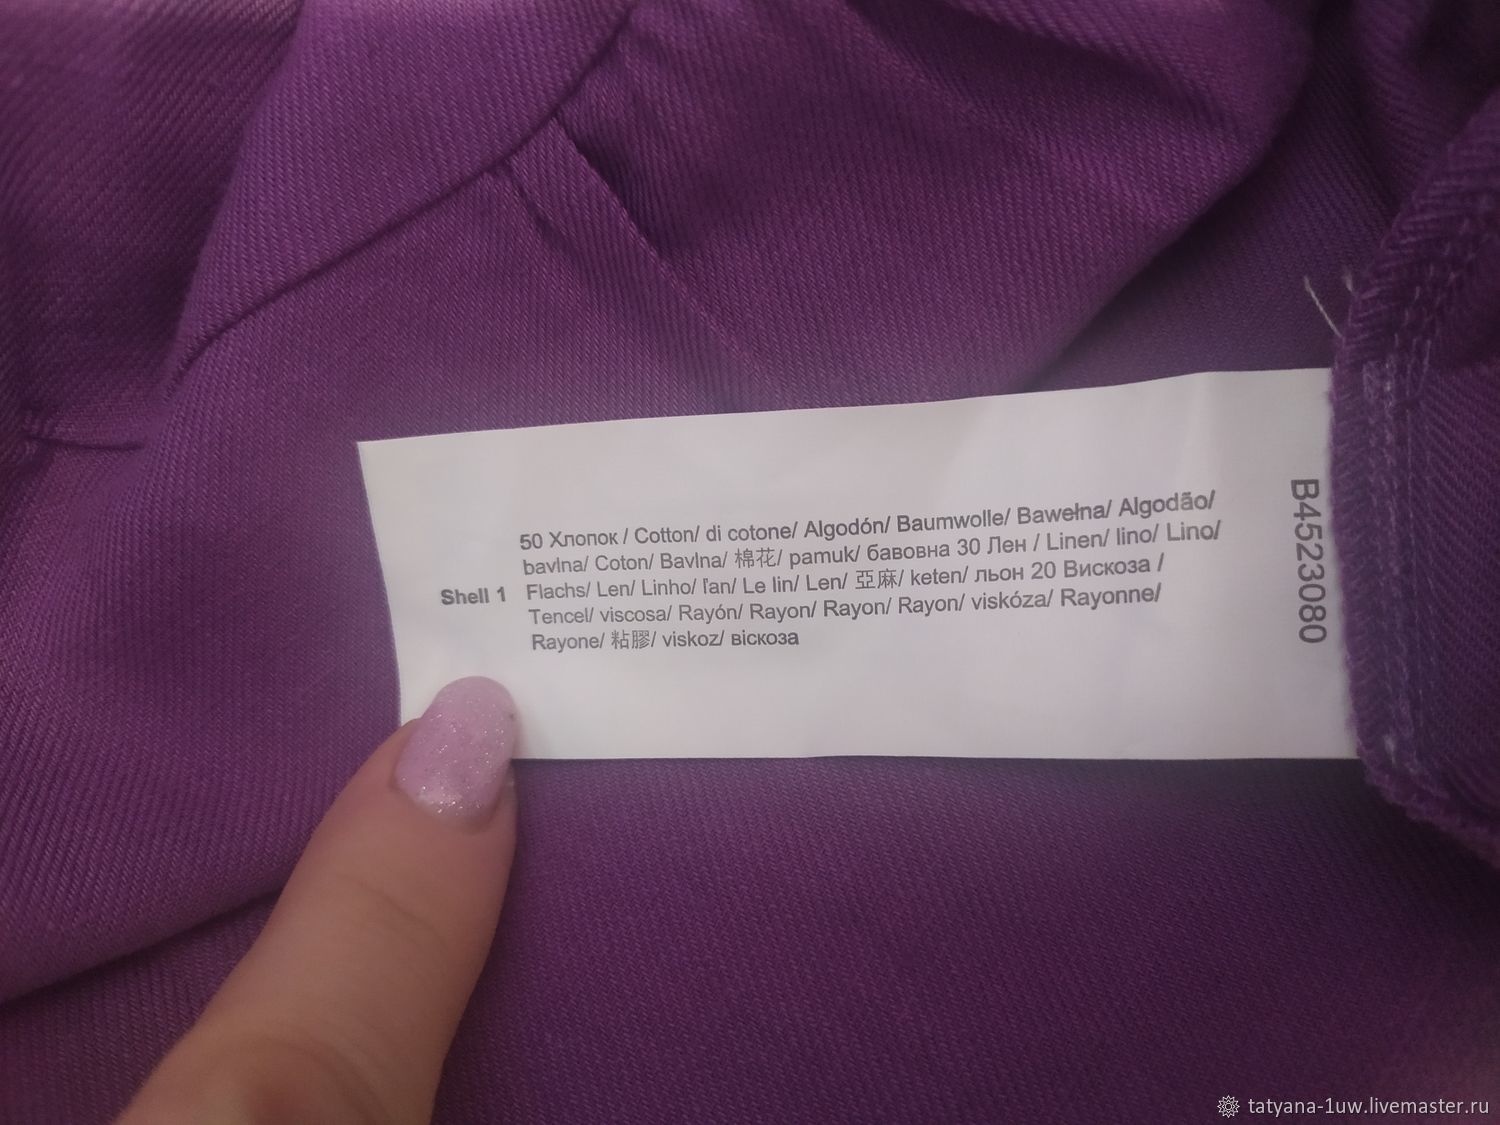 Shell 1
50 Хлопок / Cotton/ di cotone/ Algodón/ Baumwolle/ Bawełna/ Algodão/
bavlna/ Coton/ Bavlna/ 棉花/ pamuk/ бавовна 30 Лен / Linen/ lino/ Lino/
Flachs/ Len/ Linho/ ľan/ Le lin/ Len/ 亞麻/ keten/ льон 20 Вискоза /
Tencel/ viscosa/ Rayón/ Rayon/ Rayon/ Rayon/ viskóza/ Rayonne/
Rayone/ 粘膠/ viskoz/ віскоза
B4523080
tatyana-1uw.livemaster.ru